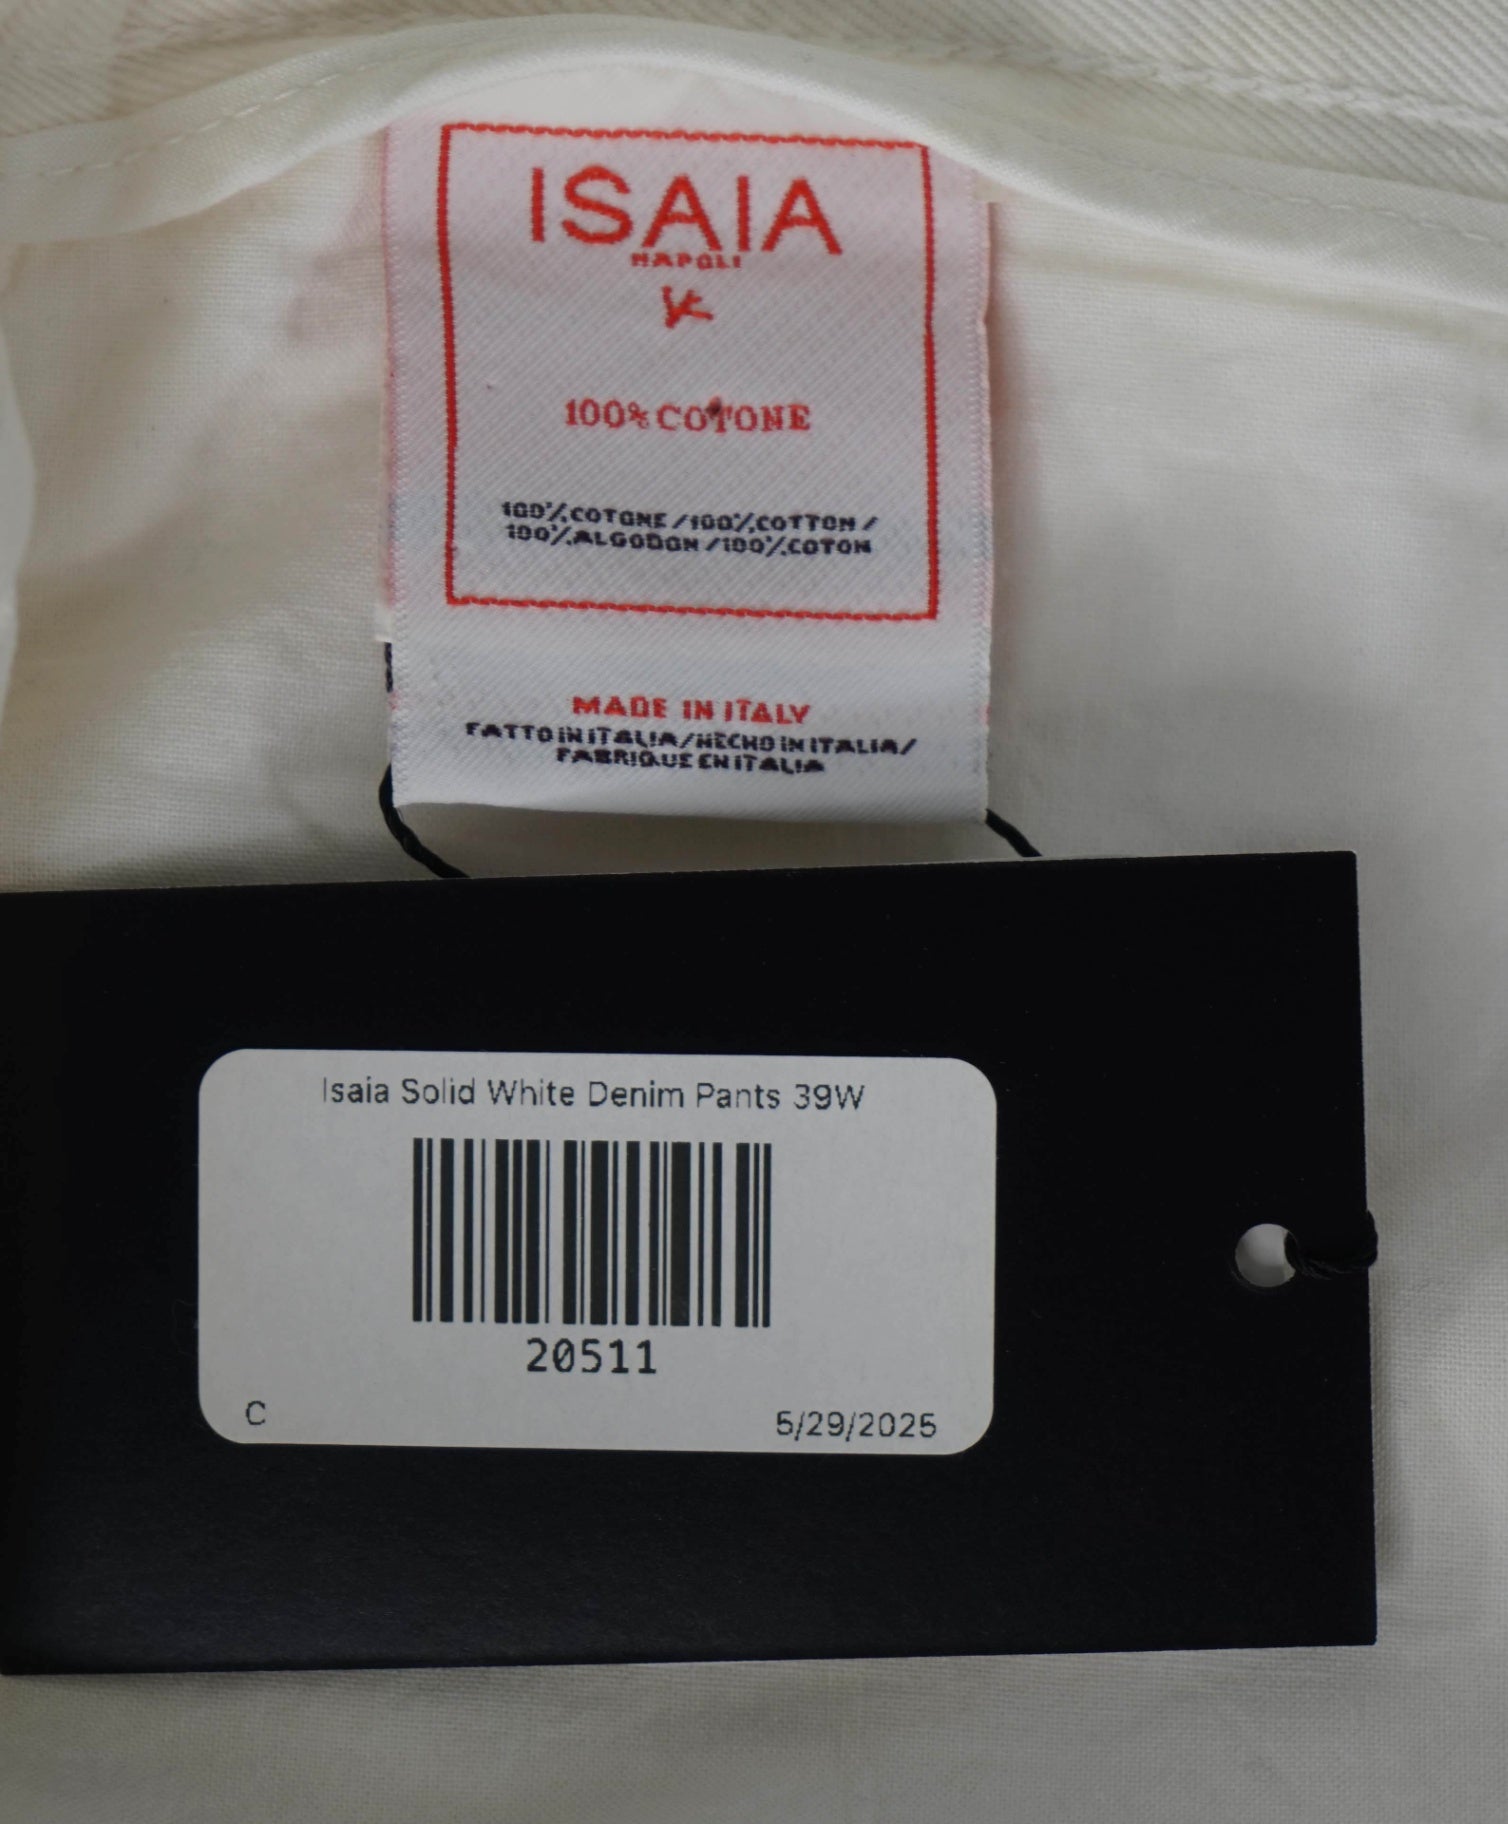 ISAIA
NAPOLI
100% COTONE
100%COTONE/100%COTTON/
100%ALGODON/100%COTON
MADE IN ITALY
FATTO IN ITALIA/HECHO IN ITALIA/
FABRIQUE EN ITALIA
Isaia Solid White Denim Pants 39W
20511
C
5/29/2025